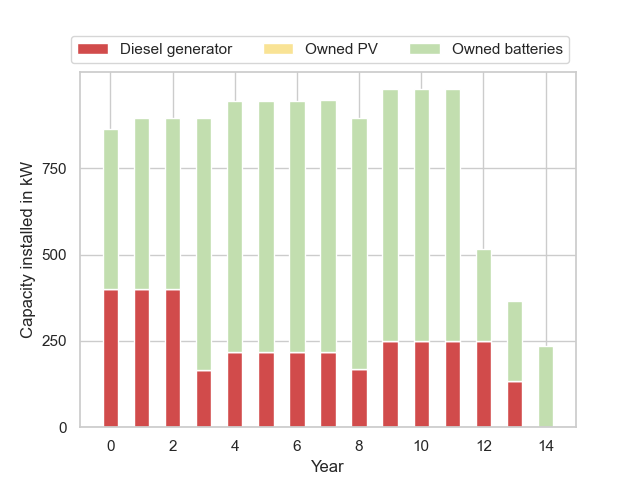 Diesel generator Owned PV Owned batteries
Capacity installed in kW
750
500
250
0
0 2 4 6 8 10 12 14
Year